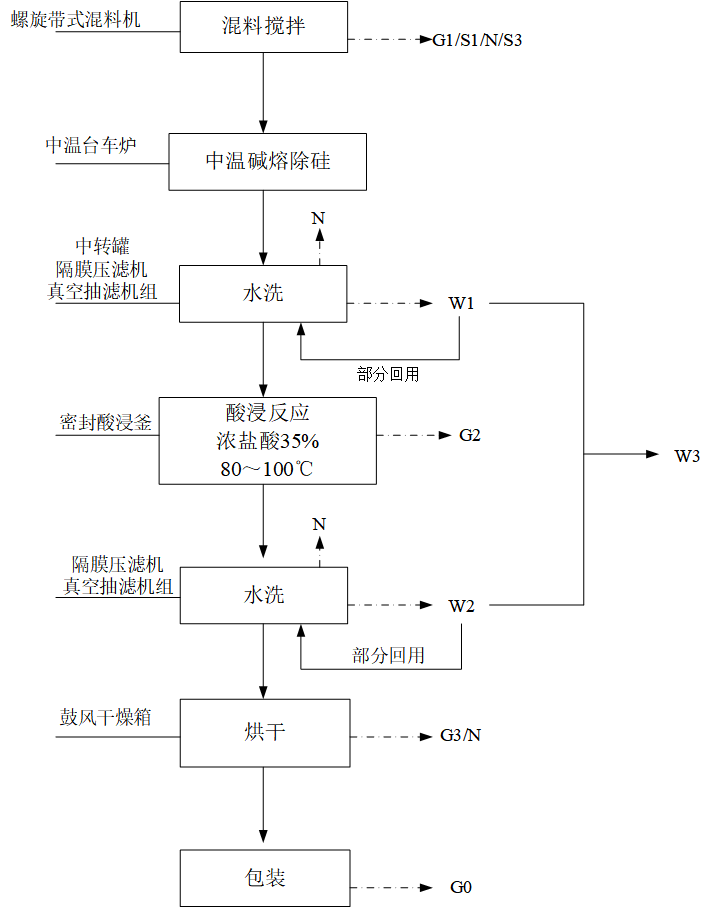 螺旋带式混料机
混料搅拌
G1/S1/N/S3
中温台车炉
中温碱熔除硅
N
中转罐
隔膜压滤机
真空抽滤机组
水洗
W1
部分回用
密封酸浸釜
酸浸反应
浓盐酸35%
80～100℃
G2
W3
N
隔膜压滤机
真空抽滤机组
水洗
W2
部分回用
鼓风干燥箱
烘干
G3/N
包装
G0